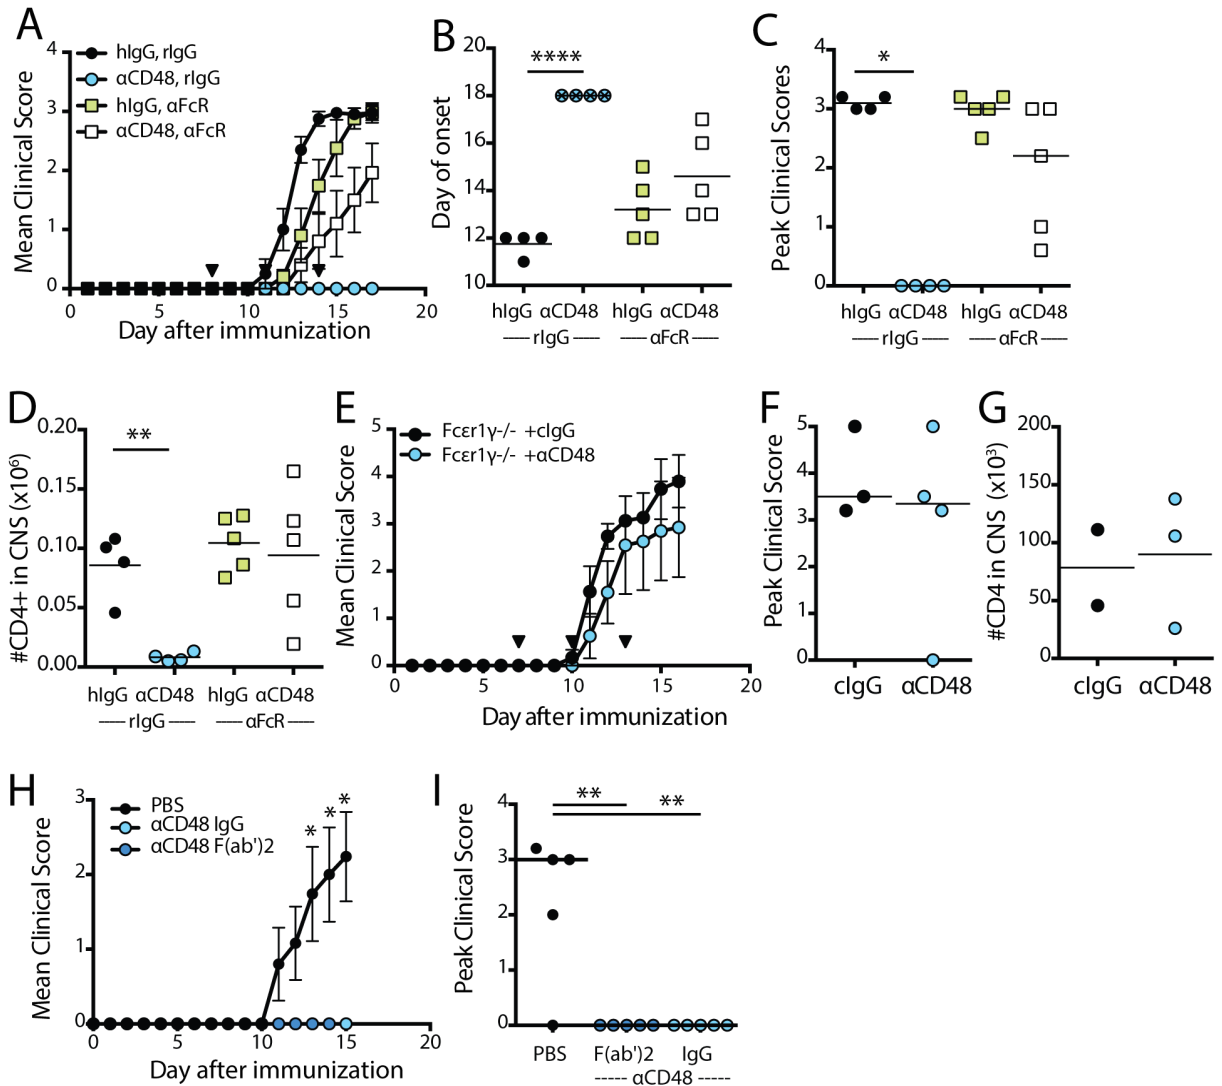 A
Mean Clinical Score
4
3
2
1
0
0
5
10
15
20
Day after immunization
hIgG, rIgG
αCD48, rIgG
hIgG, αFcR
αCD48, αFcR
B
Day of onset
20
18
16
14
12
10
****
hIgG αCD48 hIgG αCD48
----- rIgG ----- ----- αFcR -----
C
Peak Clinical Scores
4
3
2
1
0
*
hIgG αCD48 hIgG αCD48
----- rIgG ----- ----- αFcR -----
D
#CD4+ in CNS (x10⁶)
0.20
0.15
0.10
0.05
0.00
**
hIgG αCD48 hIgG αCD48
----- rIgG ----- ----- αFcR -----
E
Mean Clinical Score
5
4
3
2
1
0
0
5
10
15
20
Day after immunization
Fcεr1γ-/- +cIgG
Fcεr1γ-/- +αCD48
F
Peak Clinical Score
5
4
3
2
1
0
cIgG αCD48
G
#CD4 in CNS (x10³)
200
150
100
50
0
cIgG αCD48
H
Mean Clinical Score
3
2
1
0
0
5
10
15
20
Day after immunization
PBS
αCD48 IgG
αCD48 F(ab')2
* * *
I
Peak Clinical Score
4
3
2
1
0
** **
PBS F(ab')2 IgG
----- αCD48 -----